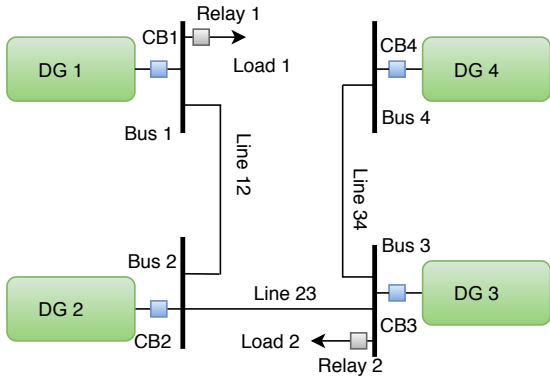 Relay 1
CB1
DG 1
Load 1
Bus 1
Line 12
CB4
DG 4
Bus 4
Line 34
Bus 2
DG 2
CB2
Line 23
Bus 3
DG 3
CB3
Load 2
Relay 2